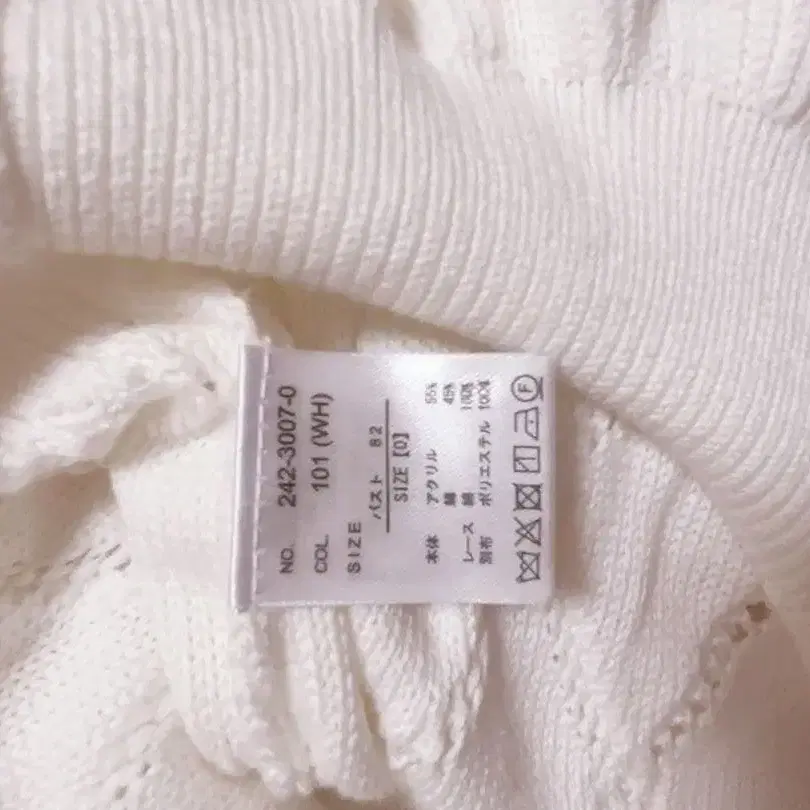 NO. 242-3007-0
COL. 101 (WH)
SIZE
バスト 82
SIZE [0]
本体 アクリル 55%
綿 45%
レース 綿 100%
別布 ポリエステル 100%
F